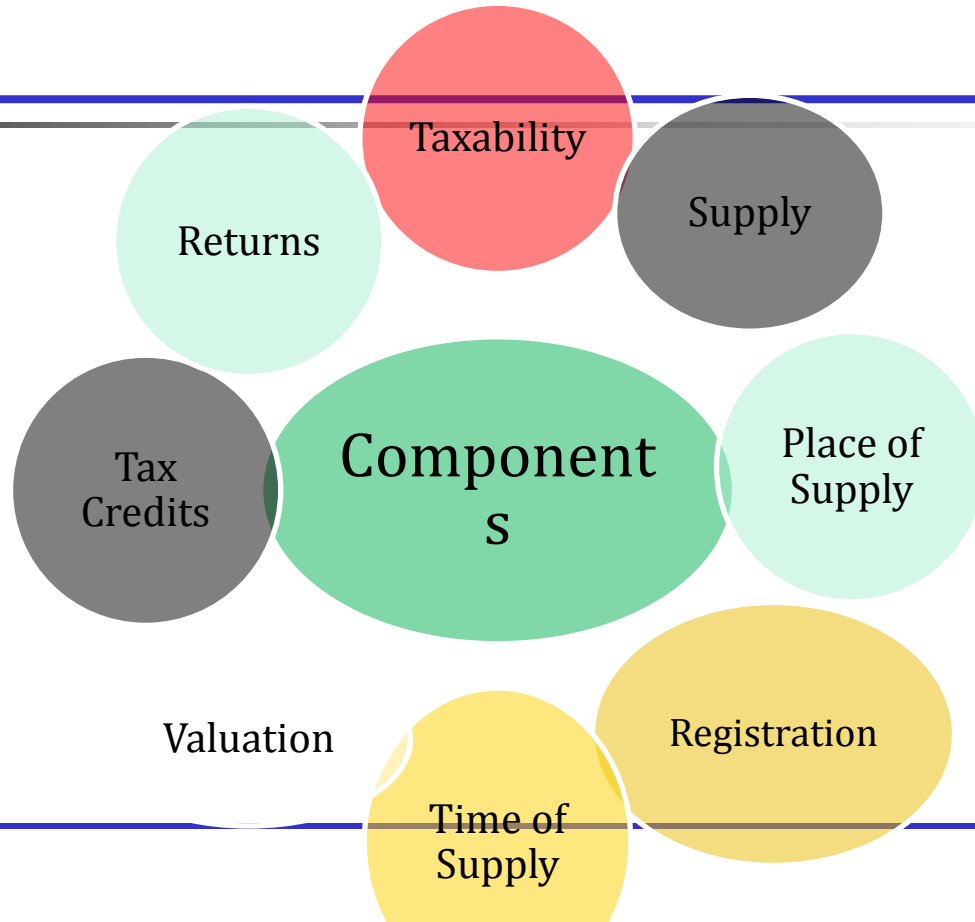 Taxability
Supply
Returns
Place of
Supply
Component
s
Tax
Credits
Registration
Valuation
Time of
Supply